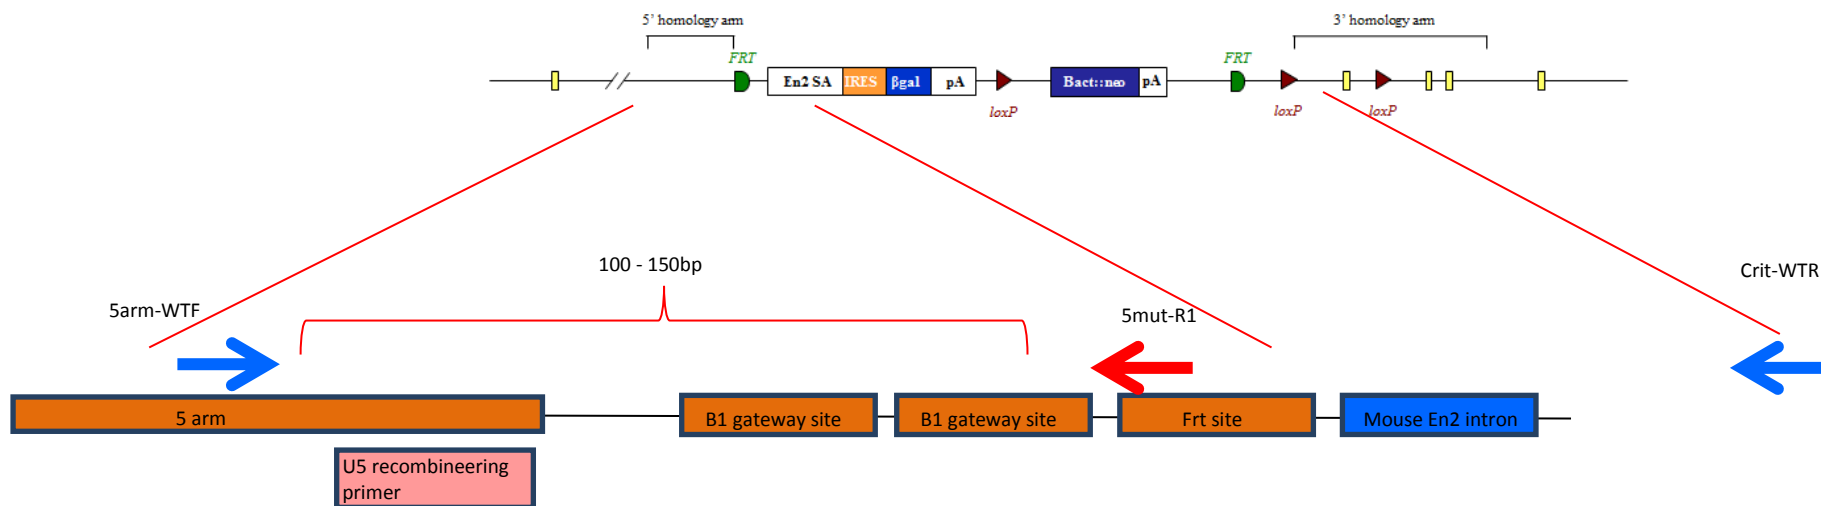 5' homology arm
3' homology arm
FRT
FRT
En2 SA IRES βgal pA
Bact::neo pA
loxP
loxP
loxP
100 - 150bp
Crit-WTR
5arm-WTF
5mut-R1
5 arm
B1 gateway site
B1 gateway site
Frt site
Mouse En2 intron
U5 recombineering
primer